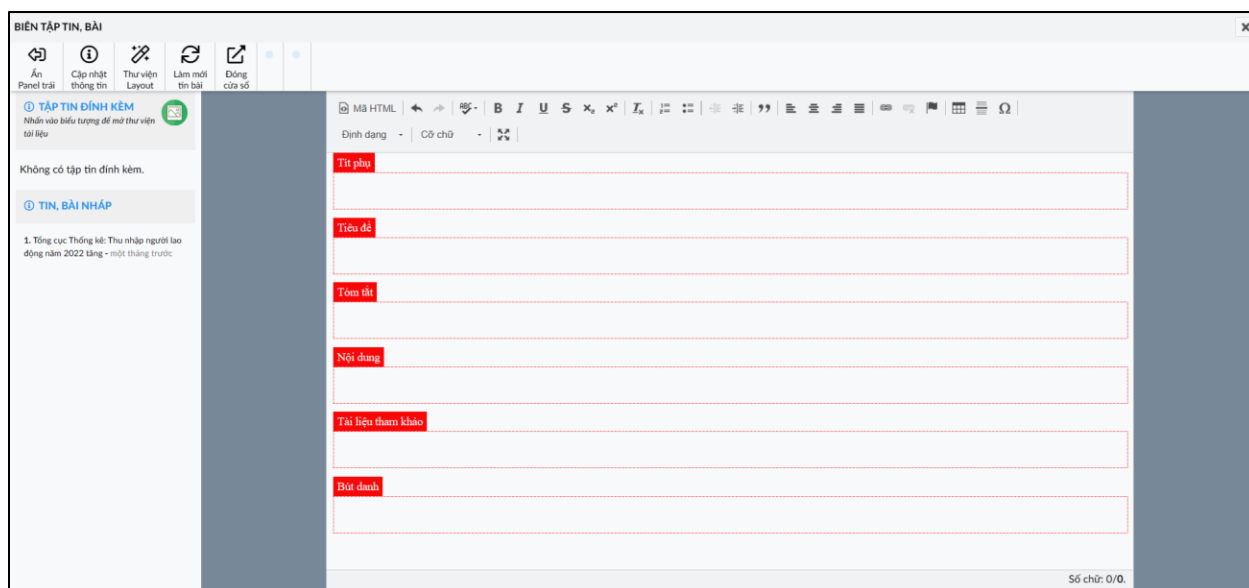 BIÊN TẬP TIN, BÀI
Ẩn
Panel trái
Cập nhật
thông tin
Thư viện
Layout
Làm mới
tin bài
Đóng
cửa sổ
TẬP TIN ĐÍNH KÈM
Nhấn vào biểu tượng để mở thư viện
tài liệu
Không có tập tin đính kèm.
TIN, BÀI NHÁP
1. Tổng cục Thống kê: Thu nhập người lao
động năm 2022 tăng - một tháng trước
Mã HTML
Định dạng
Cỡ chữ
Tít phụ
Tiêu đề
Tóm tắt
Nội dung
Tài liệu tham khảo
Bút danh
Số chữ: 0/0.